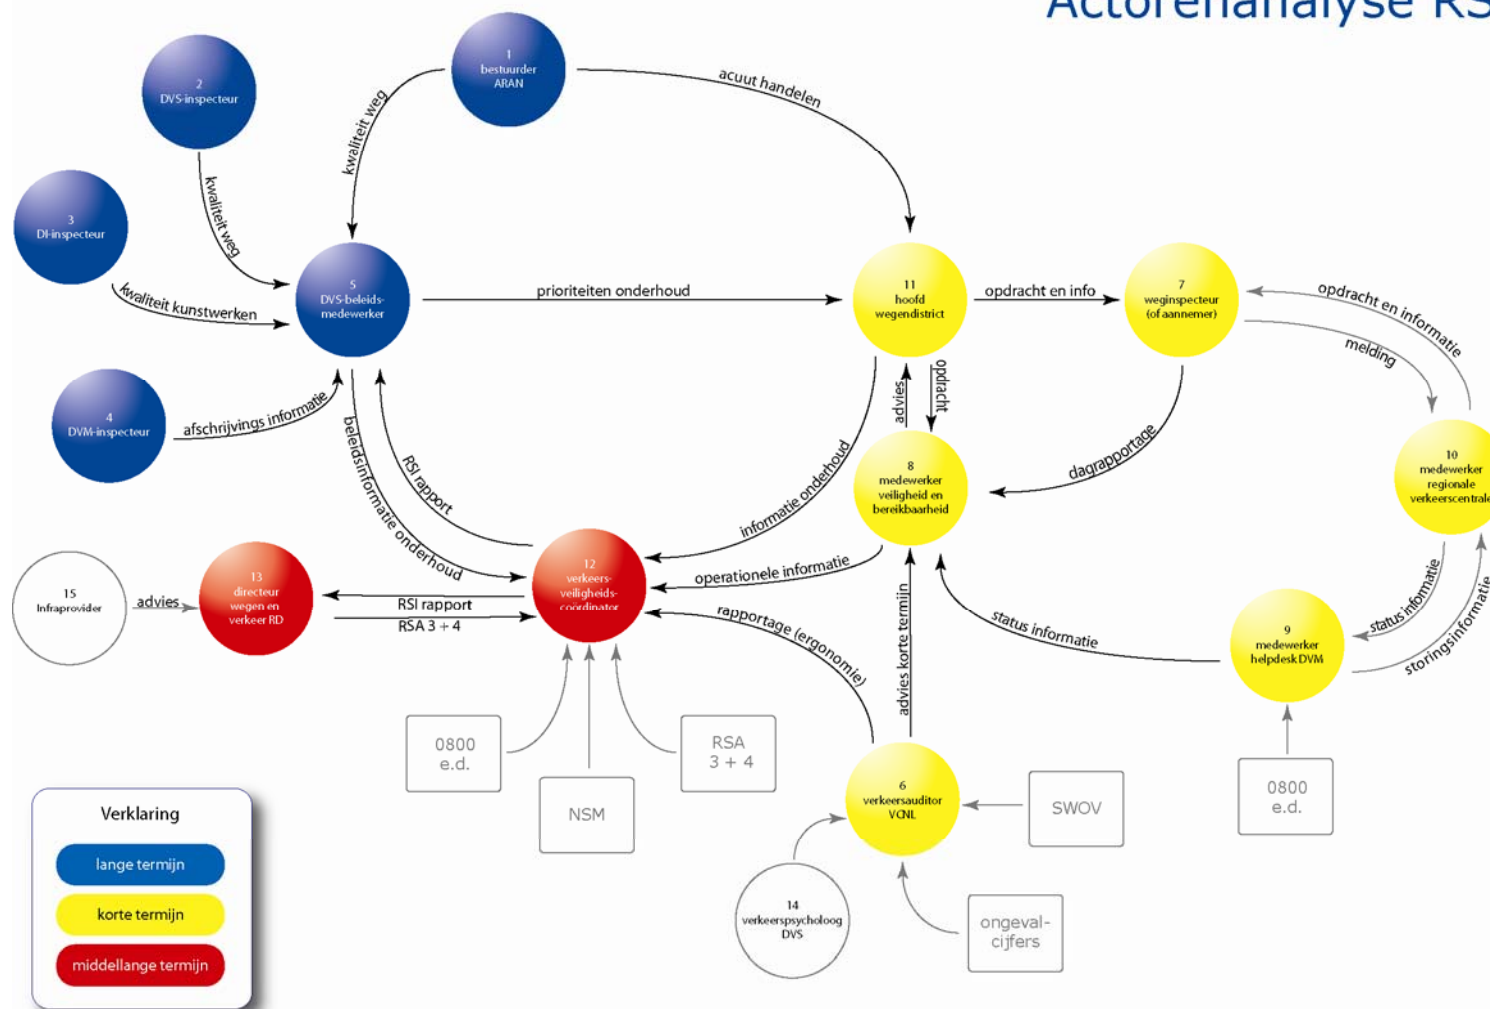 Actorenanalyse RS
1
bestuurder
ARAN
2
DVS-inspecteur
3
DI-inspecteur
4
DVM-inspecteur
5
DVS-beleids-
medewerker
11
hoofd
wegendistrict
7
weginspecteur
(of aannemer)
8
medewerker
veiligheid en
bereikbaarheid
10
medewerker
regionale
verkeerscentrale
9
medewerker
helpdesk DVM
12
verkeers-
veiligheids-
coördinator
13
directeur
wegen en
verkeer RD
15
Infraprovider
6
verkeersauditor
VCNL
14
verkeerspsycholoog
DVS
kwaliteit weg
acuut handelen
kwaliteit weg
kwaliteit kunstwerken
afschrijvings informatie
prioriteiten onderhoud
opdracht en info
opdracht en informatie
melding
advies
opdracht
dagrapportage
beleidsinformatie onderhoud
RSI rapport
informatie onderhoud
operationele informatie
advies
RSI rapport
RSA 3 + 4
rapportage (ergonomie)
advies korte termijn
status informatie
status informatie
storingsinformatie
0800
e.d.
NSM
RSA
3 + 4
SWOV
ongeval-
cijfers
0800
e.d.
Verklaring
lange termijn
korte termijn
middellange termijn